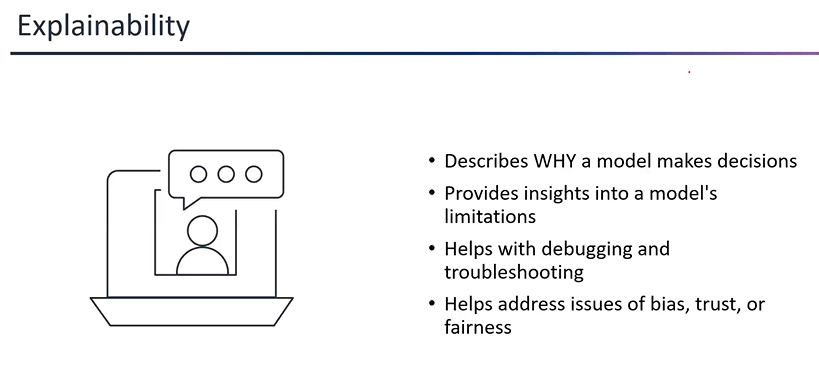 Explainability
• Describes WHY a model makes decisions
• Provides insights into a model's
limitations
• Helps with debugging and
troubleshooting
• Helps address issues of bias, trust, or
fairness